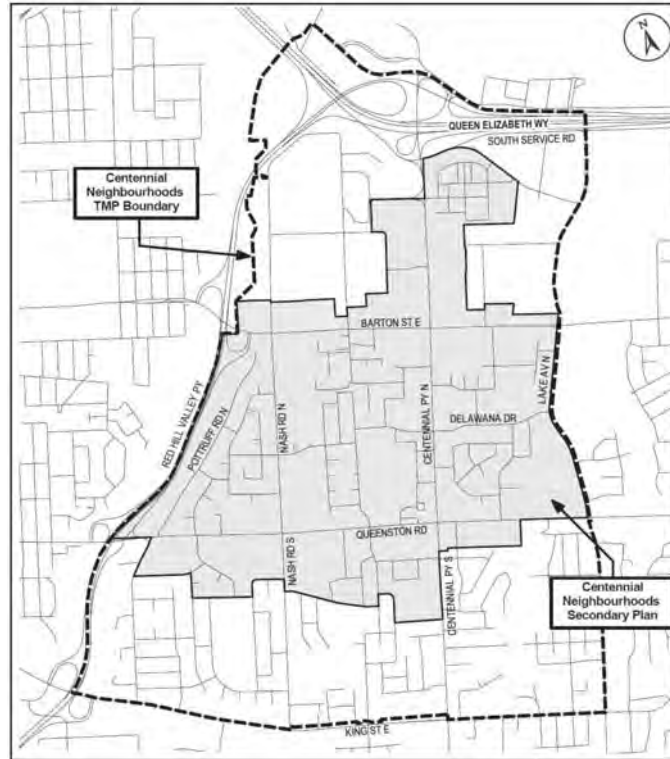 N
QUEEN ELIZABETH WY
SOUTH SERVICE RD
Centennial
Neighbourhoods
TMP Boundary
BARTON ST E
LAKE AV N
RED HILL VALLEY PY
POTTRUFF RD N
NASH RD N
CENTENNIAL PY N
DELAWANA DR
QUEENSTON RD
NASH RD S
CENTENNIAL PY S
Centennial
Neighbourhoods
Secondary Plan
KING ST E